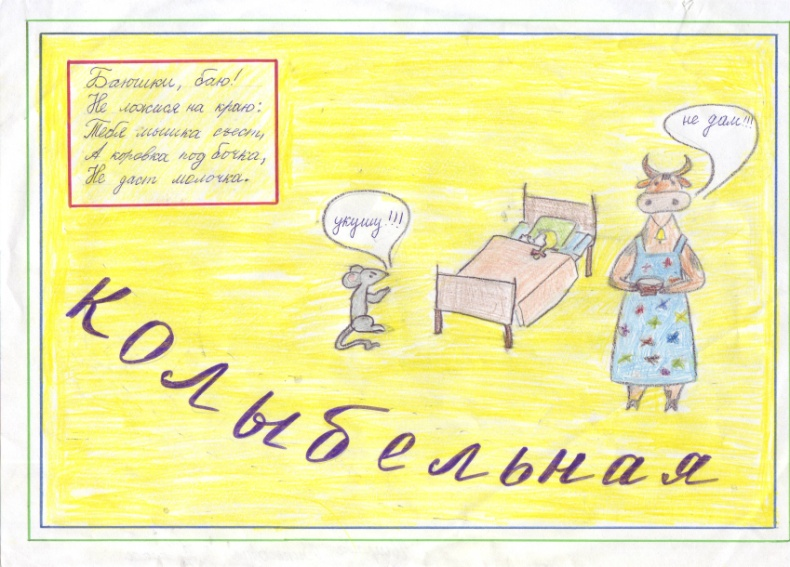 Баюшки, баю!
Не ложися на краю:
Тебя мышка съест,
А коровка под бочка,
Не даст молочка.
укушу!!!
не дам!!!
колыбельная